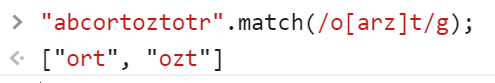 > "abcortoztotr".match(/o[arz]t/g);
<· ["ort", "ozt"]